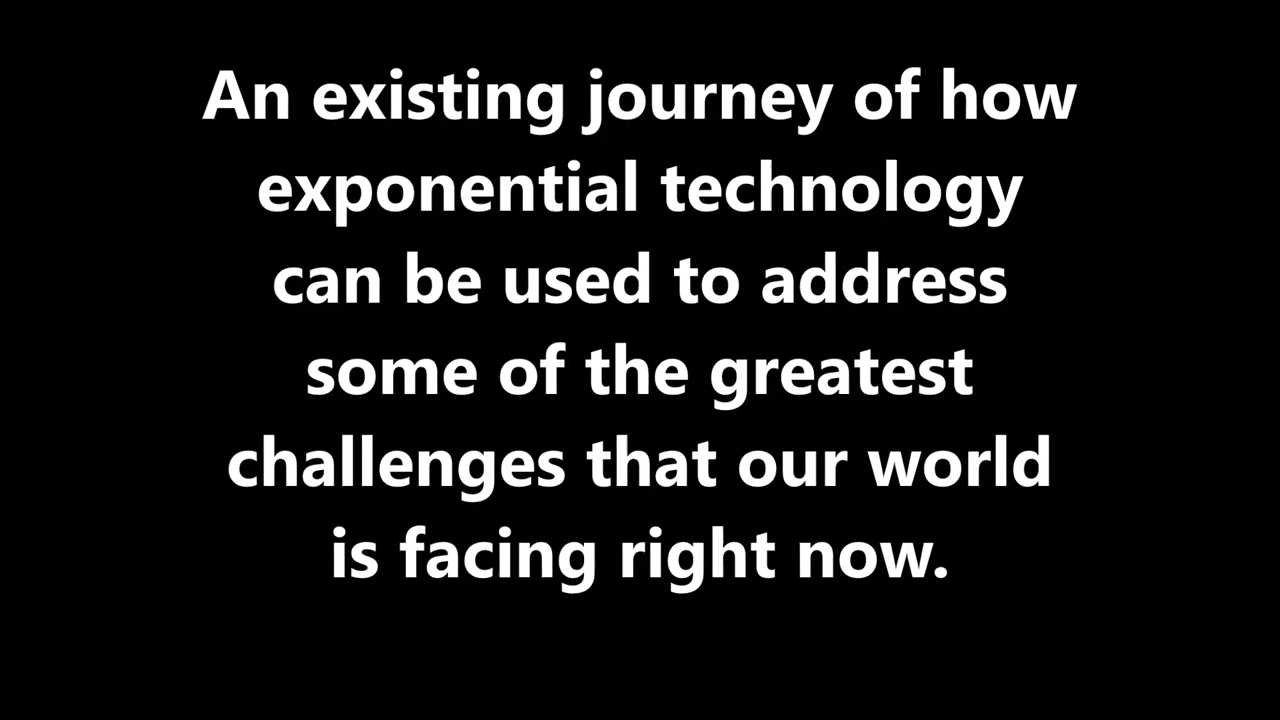 An existing journey of how
exponential technology
can be used to address
some of the greatest
challenges that our world
is facing right now.